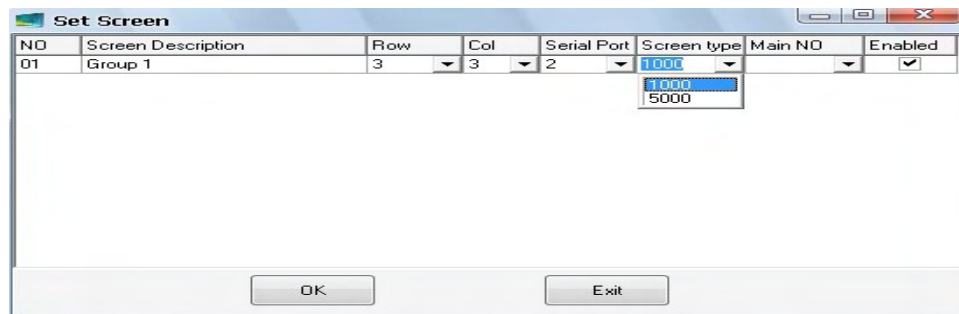 Set Screen
NO Screen Description Row Col Serial Port Screen type Main NO Enabled
01 Group 1 3 3 2 1000
1000
5000
OK Exit